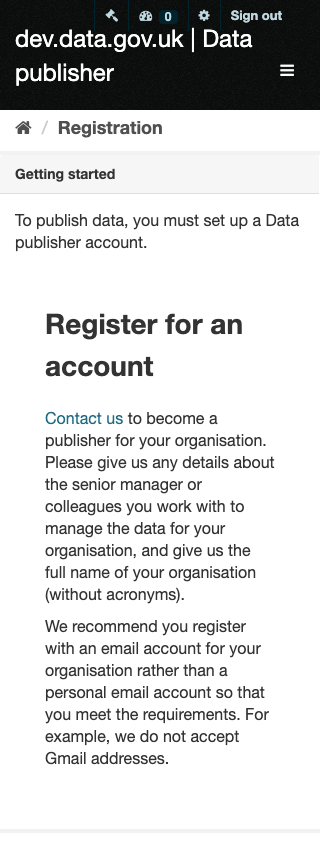 0 Sign out
dev.data.gov.uk | Data
publisher
/ Registration
Getting started
To publish data, you must set up a Data
publisher account.
Register for an
account
Contact us to become a
publisher for your organisation.
Please give us any details about
the senior manager or
colleagues you work with to
manage the data for your
organisation, and give us the
full name of your organisation
(without acronyms).
We recommend you register
with an email account for your
organisation rather than a
personal email account so that
you meet the requirements. For
example, we do not accept
Gmail addresses.